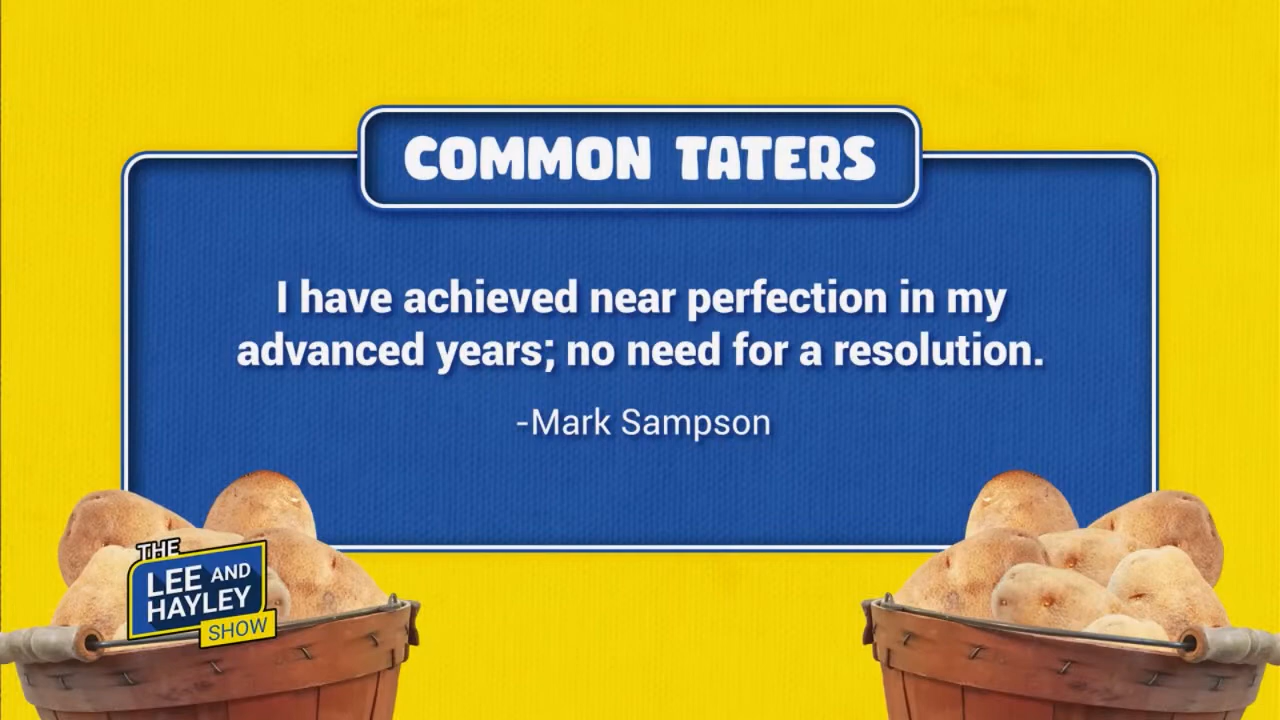 COMMON TATERS
I have achieved near perfection in my
advanced years; no need for a resolution.
-Mark Sampson
THE
LEE AND
HAYLEY
SHOW